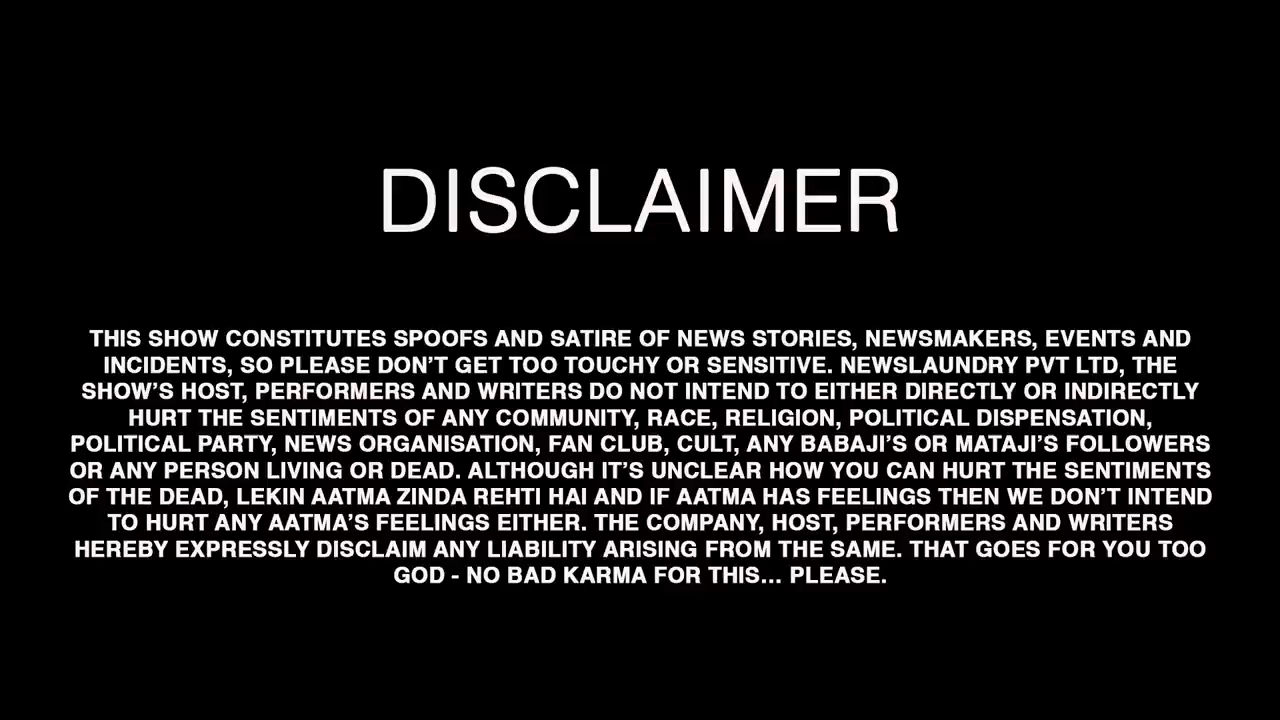 DISCLAIMER
THIS SHOW CONSTITUTES SPOOFS AND SATIRE OF NEWS STORIES, NEWSMAKERS, EVENTS AND
INCIDENTS, SO PLEASE DON’T GET TOO TOUCHY OR SENSITIVE. NEWSLAUNDRY PVT LTD, THE
SHOW’S HOST, PERFORMERS AND WRITERS DO NOT INTEND TO EITHER DIRECTLY OR INDIRECTLY
HURT THE SENTIMENTS OF ANY COMMUNITY, RACE, RELIGION, POLITICAL DISPENSATION,
POLITICAL PARTY, NEWS ORGANISATION, FAN CLUB, CULT, ANY BABAJI’S OR MATAJI’S FOLLOWERS
OR ANY PERSON LIVING OR DEAD. ALTHOUGH IT’S UNCLEAR HOW YOU CAN HURT THE SENTIMENTS
OF THE DEAD, LEKIN AATMA ZINDA REHTI HAI AND IF AATMA HAS FEELINGS THEN WE DON’T INTEND
TO HURT ANY AATMA’S FEELINGS EITHER. THE COMPANY, HOST, PERFORMERS AND WRITERS
HEREBY EXPRESSLY DISCLAIM ANY LIABILITY ARISING FROM THE SAME. THAT GOES FOR YOU TOO
GOD - NO BAD KARMA FOR THIS... PLEASE.